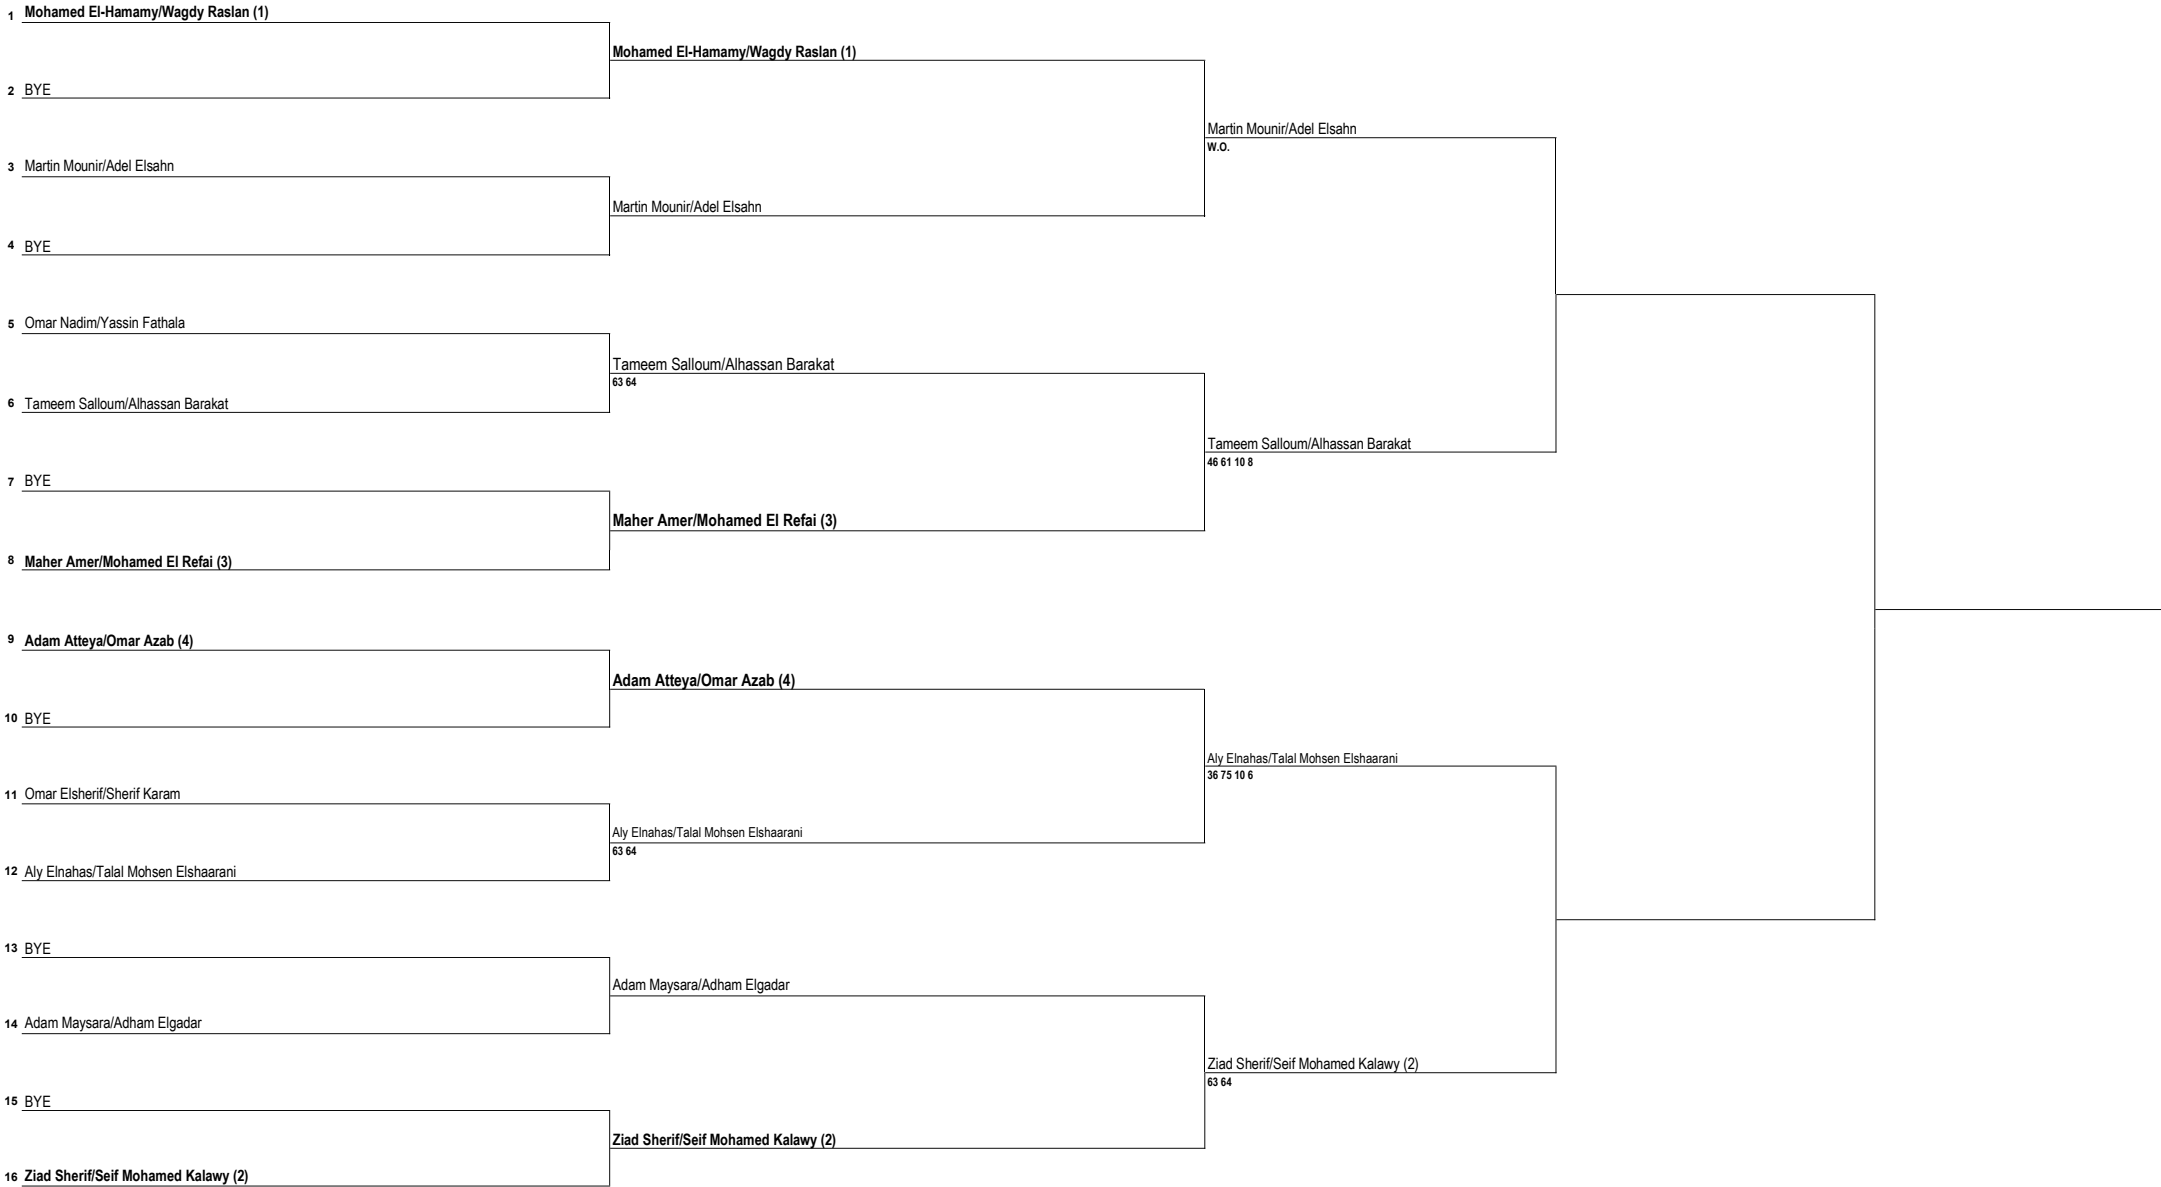 1 Mohamed El-Hamamy/Wagdy Raslan (1)
Mohamed El-Hamamy/Wagdy Raslan (1)
2 BYE
Martin Mounir/Adel Elsahn
W.O.
3 Martin Mounir/Adel Elsahn
Martin Mounir/Adel Elsahn
4 BYE
5 Omar Nadim/Yassin Fathala
Tameem Salloum/Alhassan Barakat
63 64
6 Tameem Salloum/Alhassan Barakat
Tameem Salloum/Alhassan Barakat
46 61 10 8
7 BYE
Maher Amer/Mohamed El Refai (3)
8 Maher Amer/Mohamed El Refai (3)
9 Adam Atteya/Omar Azab (4)
Adam Atteya/Omar Azab (4)
10 BYE
Aly Elnahas/Talal Mohsen Elshaarani
36 75 10 6
11 Omar Elsherif/Sherif Karam
Aly Elnahas/Talal Mohsen Elshaarani
63 64
12 Aly Elnahas/Talal Mohsen Elshaarani
13 BYE
Adam Maysara/Adham Elgadar
14 Adam Maysara/Adham Elgadar
Ziad Sherif/Seif Mohamed Kalawy (2)
63 64
15 BYE
Ziad Sherif/Seif Mohamed Kalawy (2)
16 Ziad Sherif/Seif Mohamed Kalawy (2)